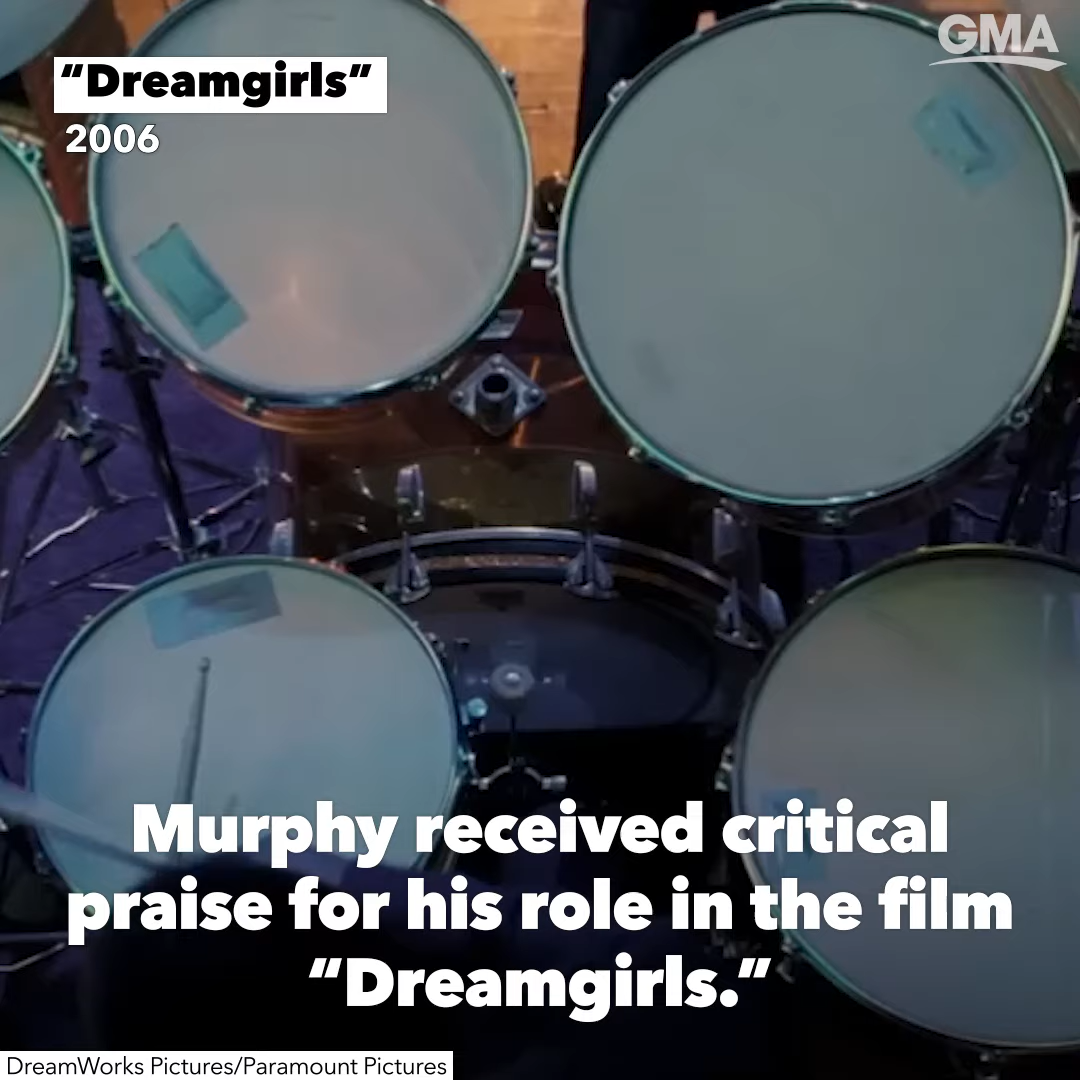 GMA
“Dreamgirls”
2006
Murphy received critical
praise for his role in the film
“Dreamgirls.”
DreamWorks Pictures/Paramount Pictures